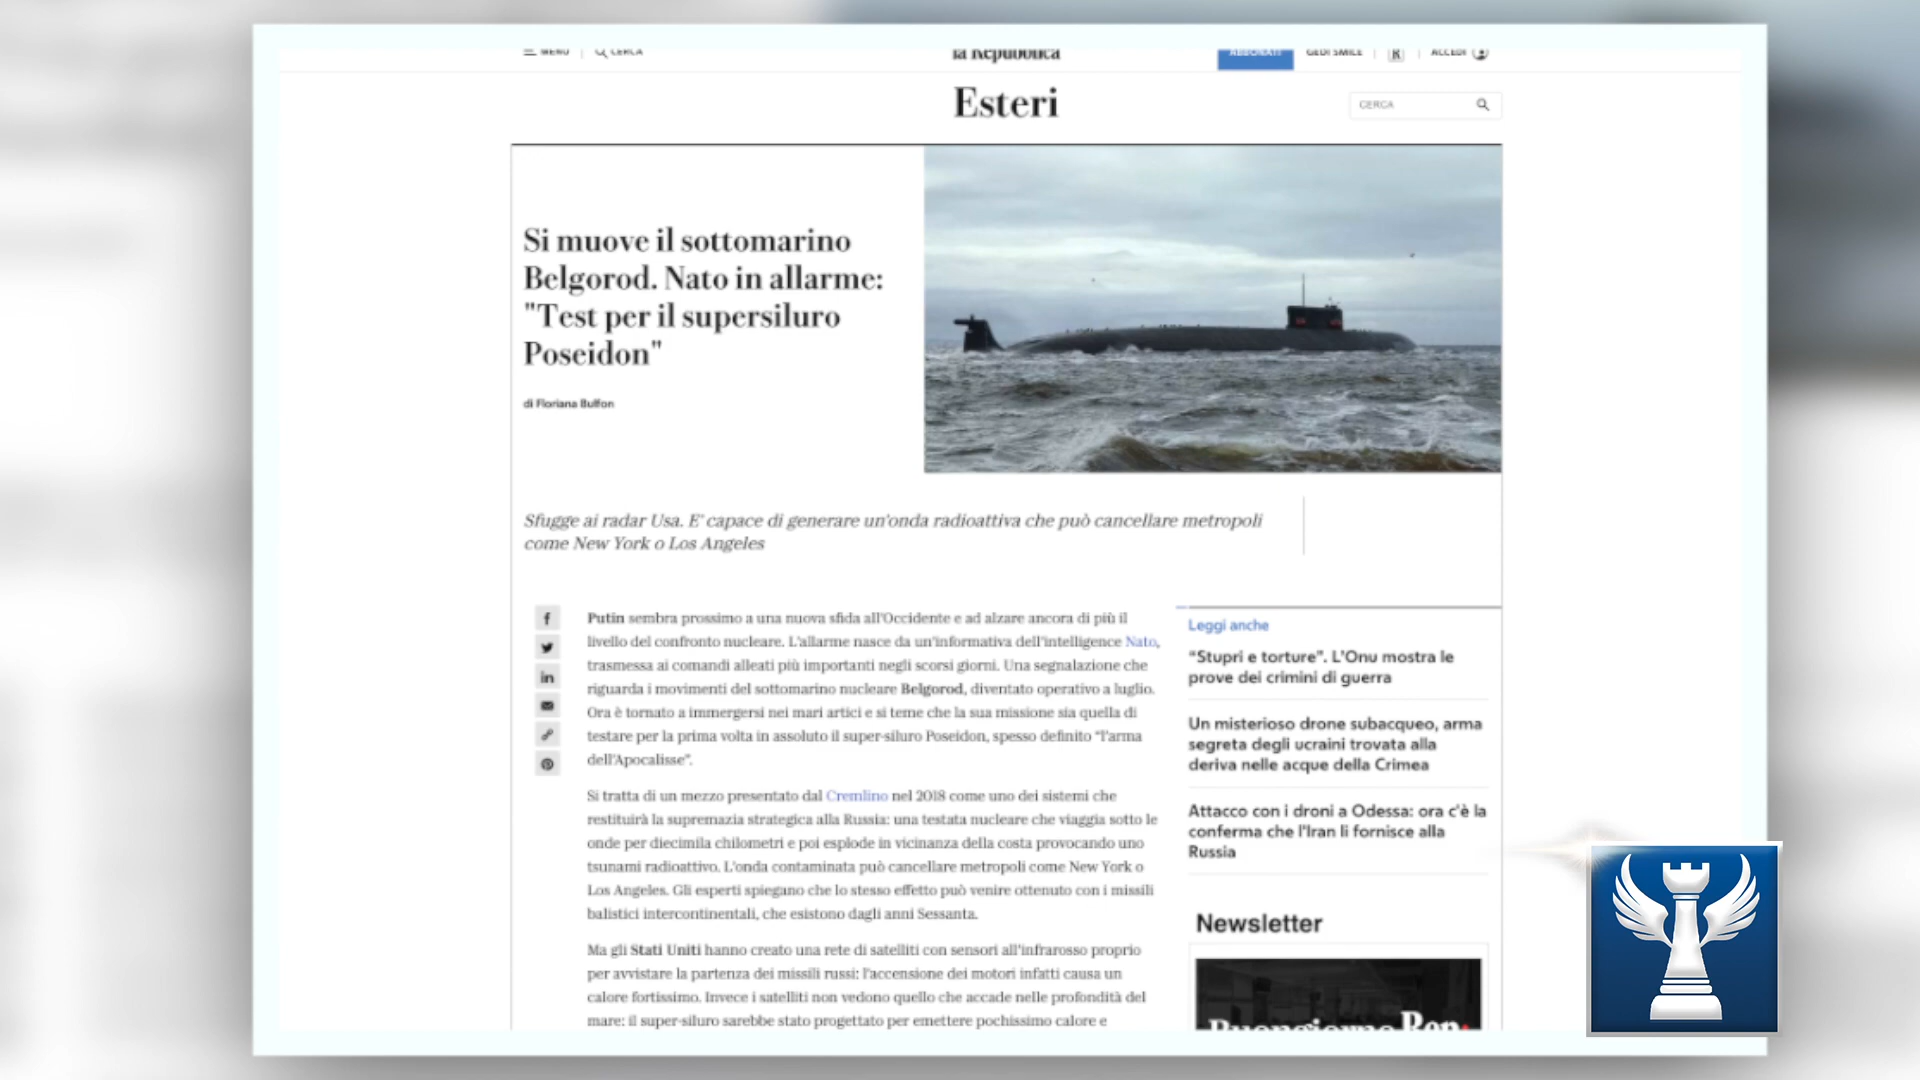 MENU
CERCA
la Repubblica
ABBONATI
GEDI SMILE
R
ACCEDI
Esteri
CERCA
Si muove il sottomarino
Belgorod. Nato in allarme:
"Test per il supersiluro
Poseidon"
di Floriana Bulfon
Sfugge ai radar Usa. E' capace di generare un'onda radioattiva che può cancellare metropoli
come New York o Los Angeles
Putin sembra prossimo a una nuova sfida all'Occidente e ad alzare ancora di più il
livello del confronto nucleare. L'allarme nasce da un'informativa dell'intelligence Nato,
trasmessa ai comandi alleati più importanti negli scorsi giorni. Una segnalazione che
riguarda i movimenti del sottomarino nucleare Belgorod, diventato operativo a luglio.
Ora è tornato a immergersi nei mari artici e si teme che la sua missione sia quella di
testare per la prima volta in assoluto il super-siluro Poseidon, spesso definito “l'arma
dell'Apocalisse”.
Si tratta di un mezzo presentato dal Cremlino nel 2018 come uno dei sistemi che
restituirà la supremazia strategica alla Russia: una testata nucleare che viaggia sotto le
onde per diecimila chilometri e poi esplode in vicinanza della costa provocando uno
tsunami radioattivo. L'onda contaminata può cancellare metropoli come New York o
Los Angeles. Gli esperti spiegano che lo stesso effetto può venire ottenuto con i missili
balistici intercontinentali, che esistono dagli anni Sessanta.
Ma gli Stati Uniti hanno creato una rete di satelliti con sensori all'infrarosso proprio
per avvistare la partenza dei missili russi: l'accensione dei motori infatti causa un
calore fortissimo. Invece i satelliti non vedono quello che accade nelle profondità del
mare: il super-siluro sarebbe stato progettato per emettere pochissimo calore e
Leggi anche
“Stupri e torture”. L'Onu mostra le
prove dei crimini di guerra
Un misterioso drone subacqueo, arma
segreta degli ucraini trovata alla
deriva nelle acque della Crimea
Attacco con i droni a Odessa: ora c'è la
conferma che l'Iran li fornisce alla
Russia
Newsletter
Buongiorno Rep.